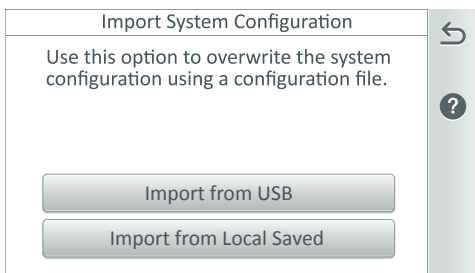 Import System Configuration
Use this option to overwrite the system
configuration using a configuration file.
?
Import from USB
Import from Local Saved